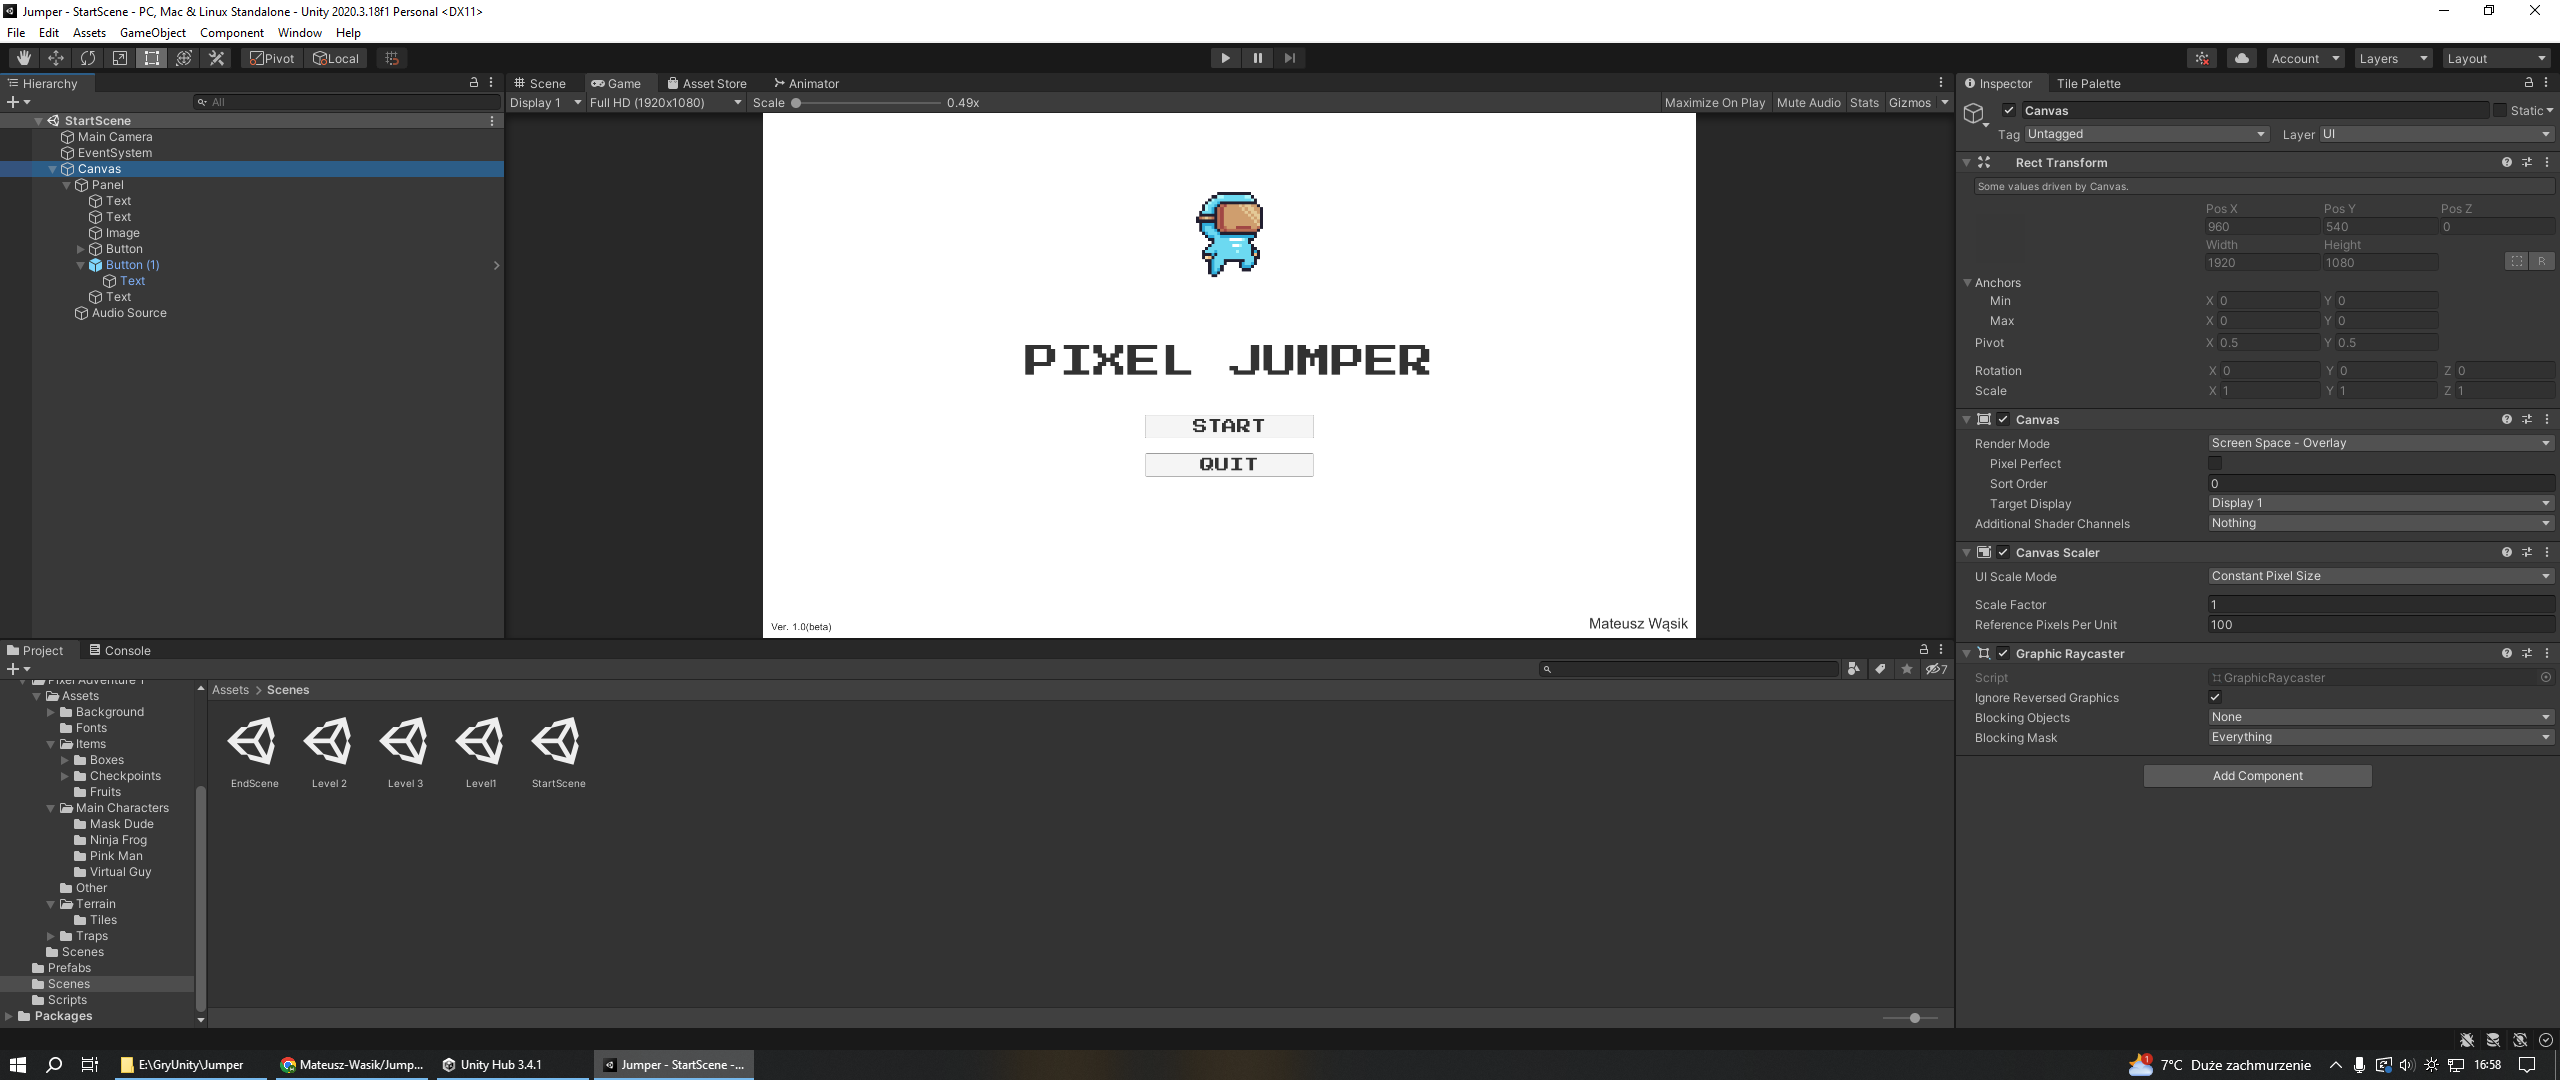 Jumper - StartScene - PC, Mac & Linux Standalone - Unity 2020.3.18f1 Personal <DX11>
File Edit Assets GameObject Component Window Help
Pivot Local Account Layers Layout
Hierarchy
All
StartScene
Main Camera
EventSystem
Canvas
Panel
Text
Text
Image
Button
Button (1)
Text
Text
Audio Source
Scene Game Asset Store Animator
Display 1 Full HD (1920x1080) Scale 0.49x Maximize On Play Mute Audio Stats Gizmos
PIXEL JUMPER
START
QUIT
Ver. 1.0(beta) Mateusz Wąsik
Inspector Tile Palette
Canvas Static
Tag Untagged Layer UI
Rect Transform
Some values driven by Canvas.
Pos X Pos Y Pos Z
960 540 0
Width Height
1920 1080 R
Anchors
Min X 0 Y 0
Max X 0 Y 0
Pivot X 0.5 Y 0.5
Rotation X 0 Y 0 Z 0
Scale X 1 Y 1 Z 1
Canvas
Render Mode Screen Space - Overlay
Pixel Perfect
Sort Order 0
Target Display Display 1
Additional Shader Channels Nothing
Canvas Scaler
UI Scale Mode Constant Pixel Size
Scale Factor 1
Reference Pixels Per Unit 100
Graphic Raycaster
Script GraphicRaycaster
Ignore Reversed Graphics
Blocking Objects None
Blocking Mask Everything
Add Component
Project Console
7
Pixel Adventure 1
Assets
Background
Fonts
Items
Boxes
Checkpoints
Fruits
Main Characters
Mask Dude
Ninja Frog
Pink Man
Virtual Guy
Other
Terrain
Tiles
Traps
Scenes
Prefabs
Scenes
Scripts
Packages
Assets > Scenes
EndScene Level 2 Level 3 Level1 StartScene
E:\GryUnity\Jumper Mateusz-Wasik/Jump... Unity Hub 3.4.1 Jumper - StartScene -... 1 7°C Duże zachmurzenie 16:58